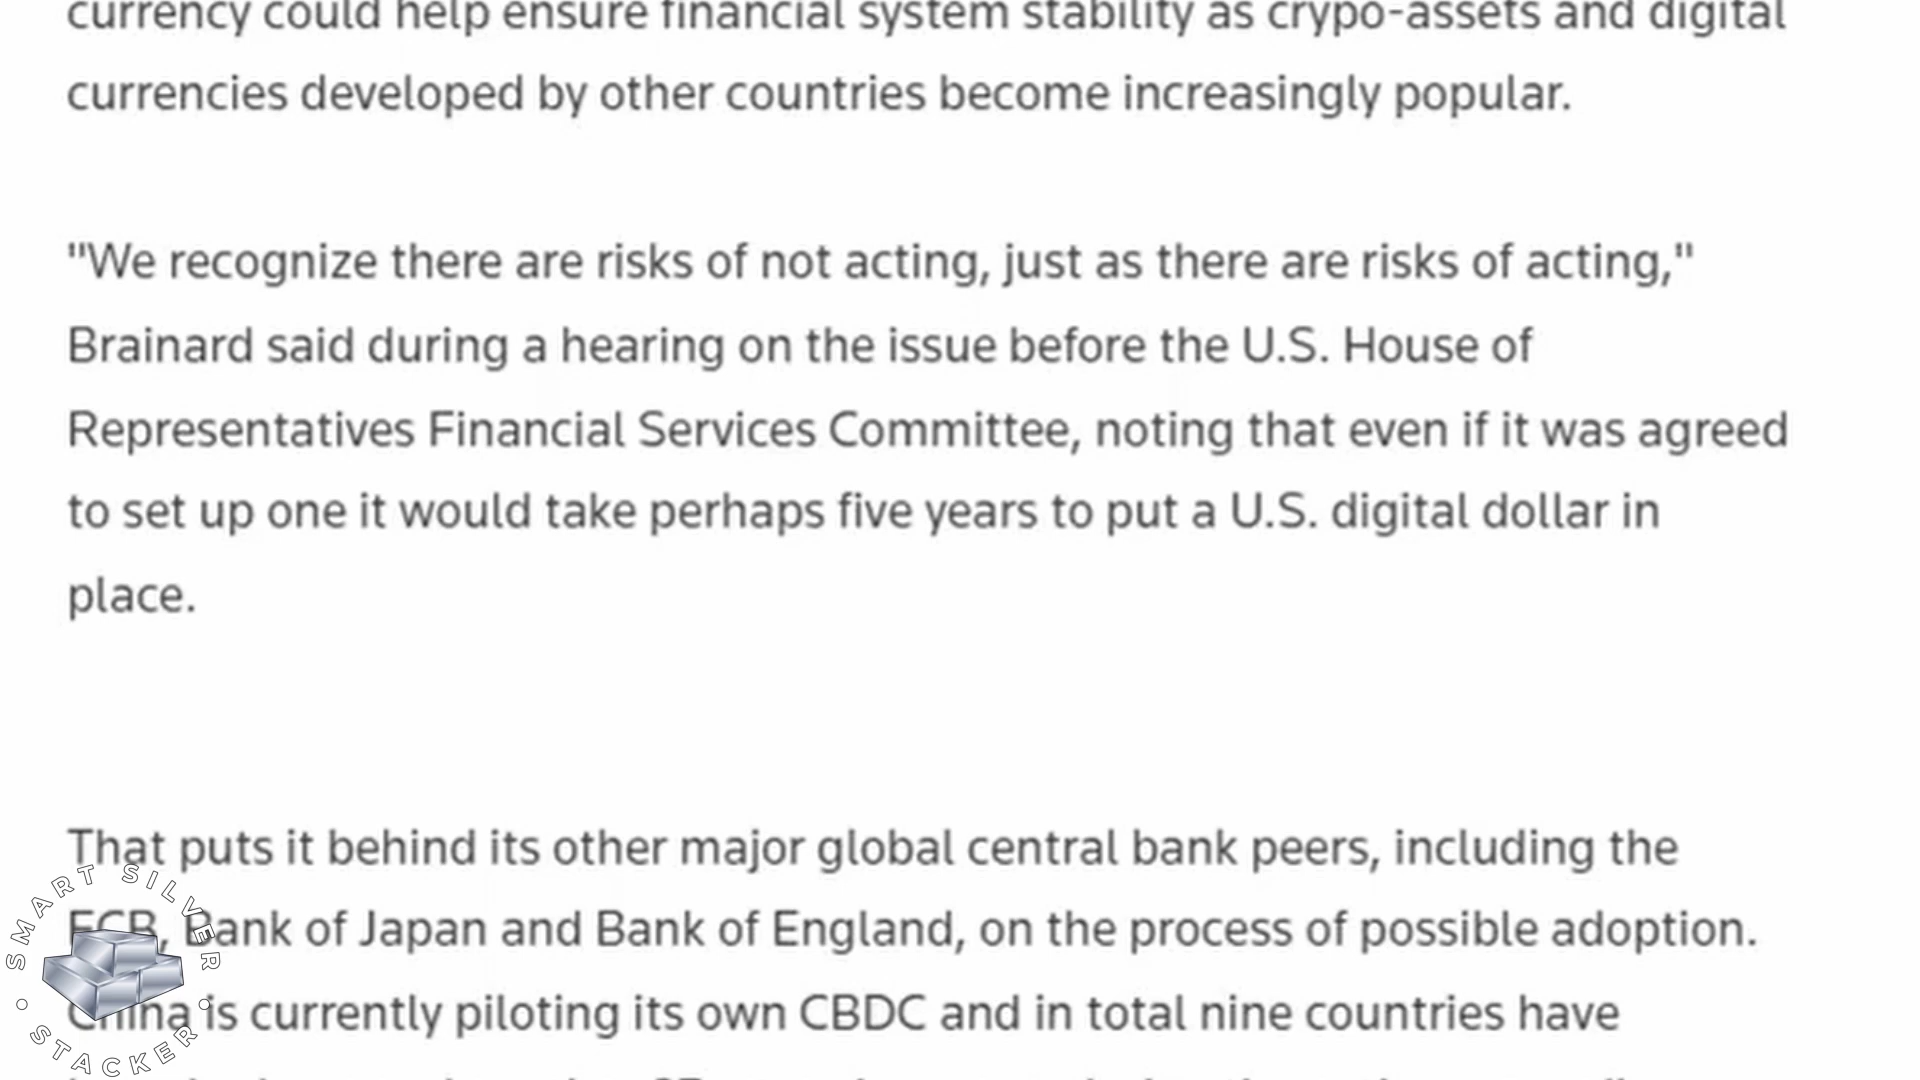 currency could help ensure financial system stability as crypo-assets and digital
currencies developed by other countries become increasingly popular.
"We recognize there are risks of not acting, just as there are risks of acting,"
Brainard said during a hearing on the issue before the U.S. House of
Representatives Financial Services Committee, noting that even if it was agreed
to set up one it would take perhaps five years to put a U.S. digital dollar in
place.
That puts it behind its other major global central bank peers, including the
ECB, Bank of Japan and Bank of England, on the process of possible adoption.
China is currently piloting its own CBDC and in total nine countries have
SMART SILVER
STACKER